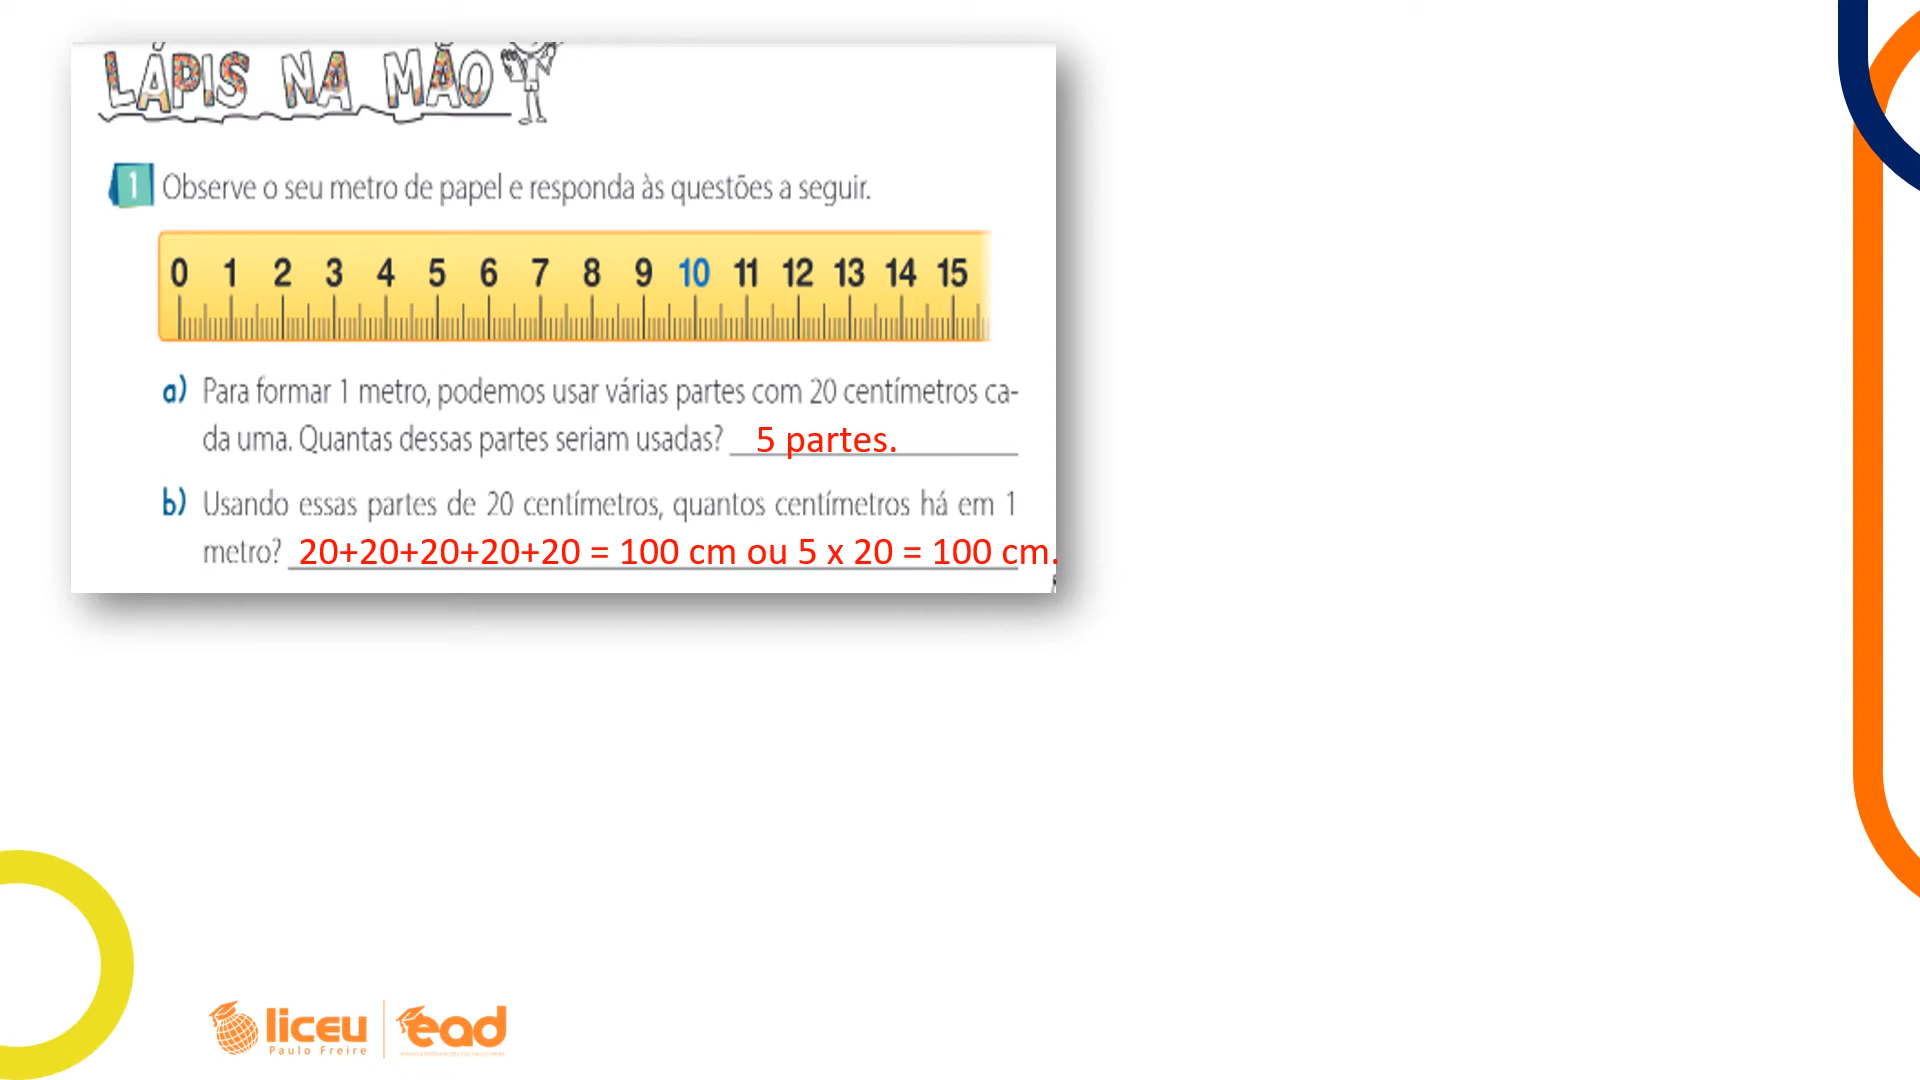 LÁPIS NA MÃO
1 Observe o seu metro de papel e responda às questões a seguir.
0 1 2 3 4 5 6 7 8 9 10 11 12 13 14 15
a) Para formar 1 metro, podemos usar várias partes com 20 centímetros ca-
da uma. Quantas dessas partes seriam usadas? 5 partes.
b) Usando essas partes de 20 centímetros, quantos centímetros há em 1
metro? 20+20+20+20+20 = 100 cm ou 5 x 20 = 100 cm.
liceu ead
Paulo Freire